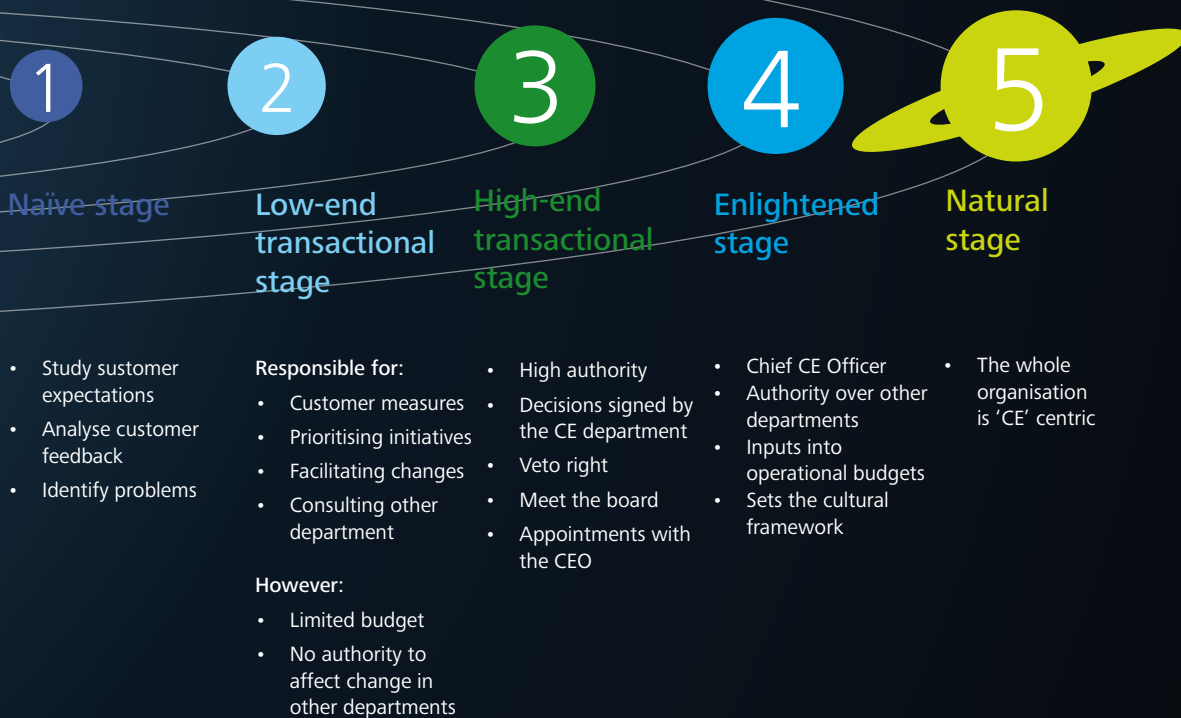 1
2
3
4
5
Naïve stage
Low-end
transactional
stage
High-end
transactional
stage
Enlightened
stage
Natural
stage
• Study sustomer
expectations
• Analyse customer
feedback
• Identify problems
Responsible for:
• Customer measures
• Prioritising initiatives
• Facilitating changes
• Consulting other
department
However:
• Limited budget
• No authority to
affect change in
other departments
• High authority
• Decisions signed by
the CE department
• Veto right
• Meet the board
• Appointments with
the CEO
• Chief CE Officer
• Authority over other
departments
• Inputs into
operational budgets
• Sets the cultural
framework
• The whole
organisation
is ‘CE’ centric